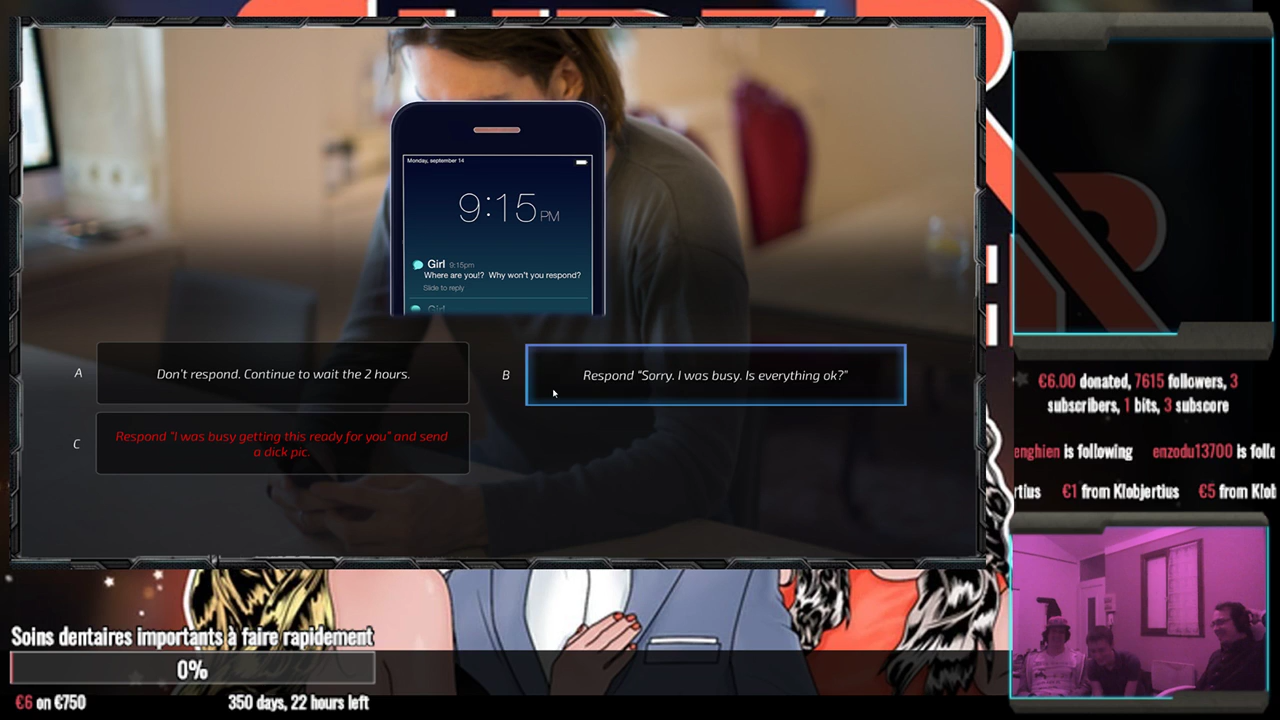 Monday, september 14
9:15 PM
Girl 9:15pm
Where are you!? Why won't you respond?
Slide to reply
Girl
A
Don't respond. Continue to wait the 2 hours.
B
Respond “Sorry. I was busy. Is everything ok?”
C
Respond “I was busy getting this ready for you” and send
a dick pic.
€6.00 donated, 7615 followers, 3
subscribers, 1 bits, 3 subscore
enghien is following enzodu13700 is follo
rtius €1 from Klobjertius €5 from Klob
Soins dentaires importants à faire rapidement
0%
€6 on €750
350 days, 22 hours left